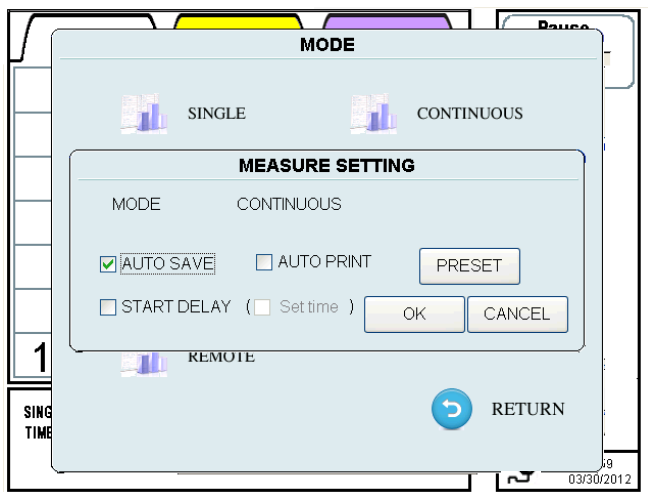 Pause
MODE
SINGLE CONTINUOUS
MEASURE SETTING
MODE CONTINUOUS
AUTO SAVE AUTO PRINT PRESET
START DELAY ( Set time ) OK CANCEL
1
REMOTE
RETURN
SING
TIME
59
03/30/2012